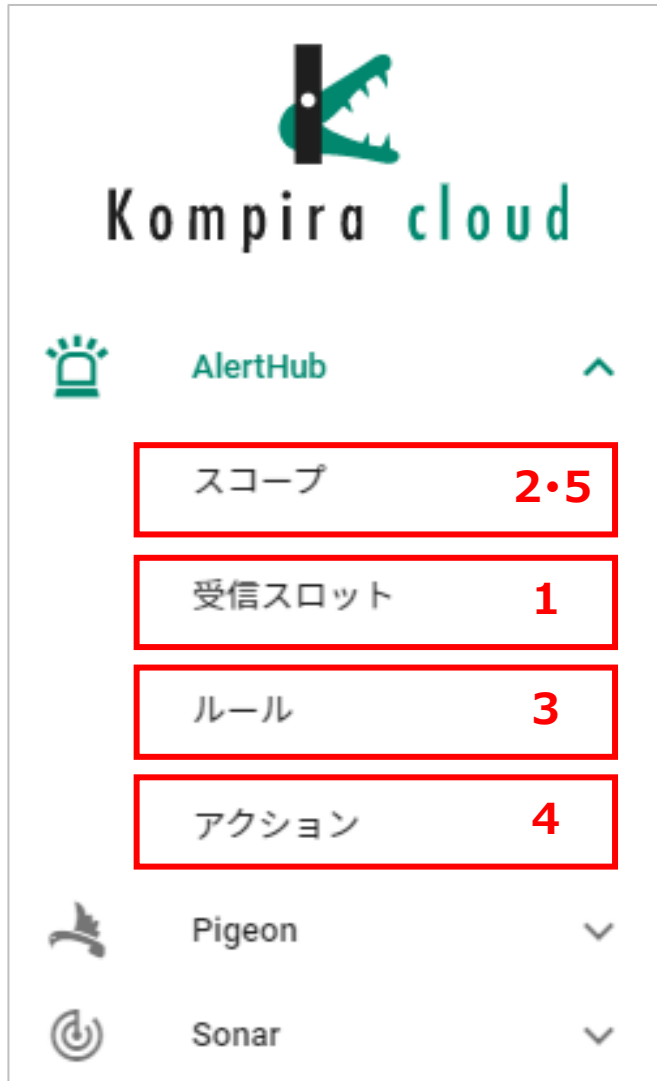 Kompira cloud
AlertHub
スコープ 2・5
受信スロット 1
ルール 3
アクション 4
Pigeon
Sonar